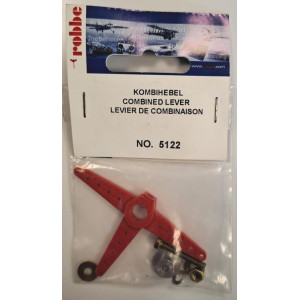 robbe
KOMBIHEBEL
COMBINED LEVER
LEVIER DE COMBINAISON
NO. 5122